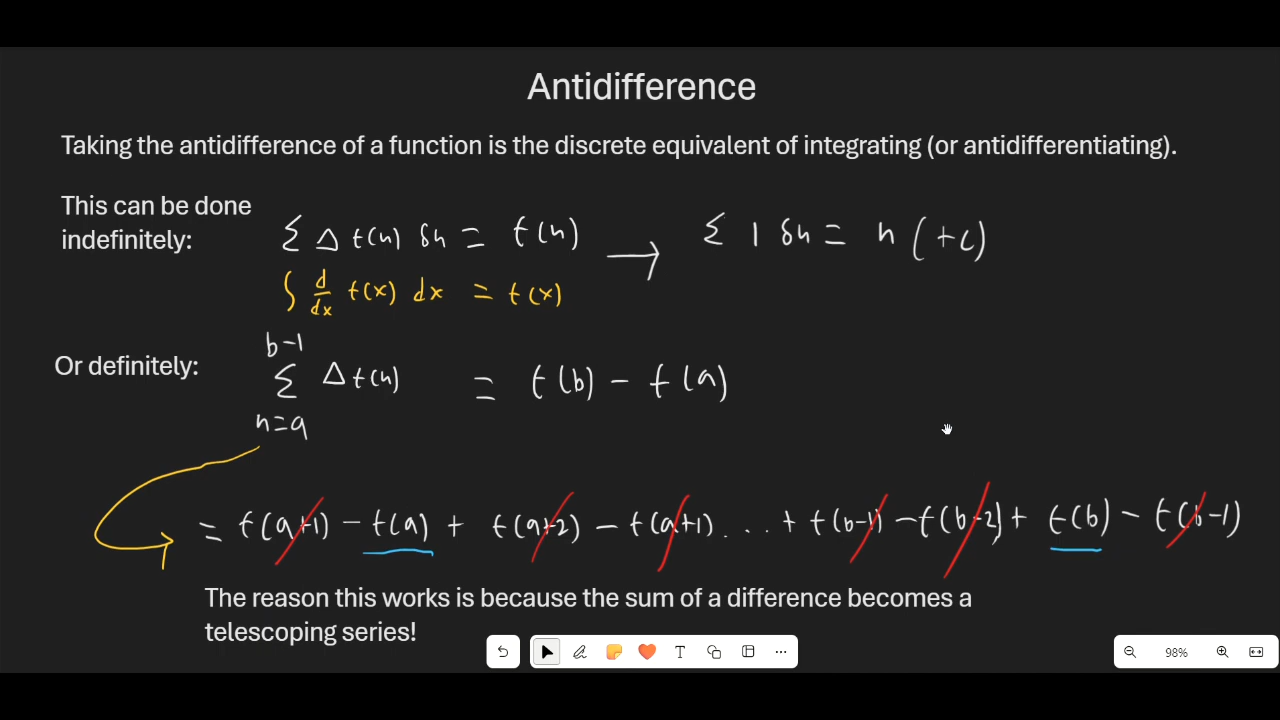 Antidifference
Taking the antidifference of a function is the discrete equivalent of integrating (or antidifferentiating).
This can be done
indefinitely:
Σ Δ f(n) δn = f(n) → Σ 1 δn = n (+c)
∫ d/dx f(x) dx = f(x)
Or definitely:
b-1
Σ Δ f(n) = f(b) - f(a)
n=a
= f(a+1) - f(a) + f(a+2) - f(a+1) ... + f(b-1) - f(b-2) + f(b) - f(b-1)
The reason this works is because the sum of a difference becomes a
telescoping series!
T
98%